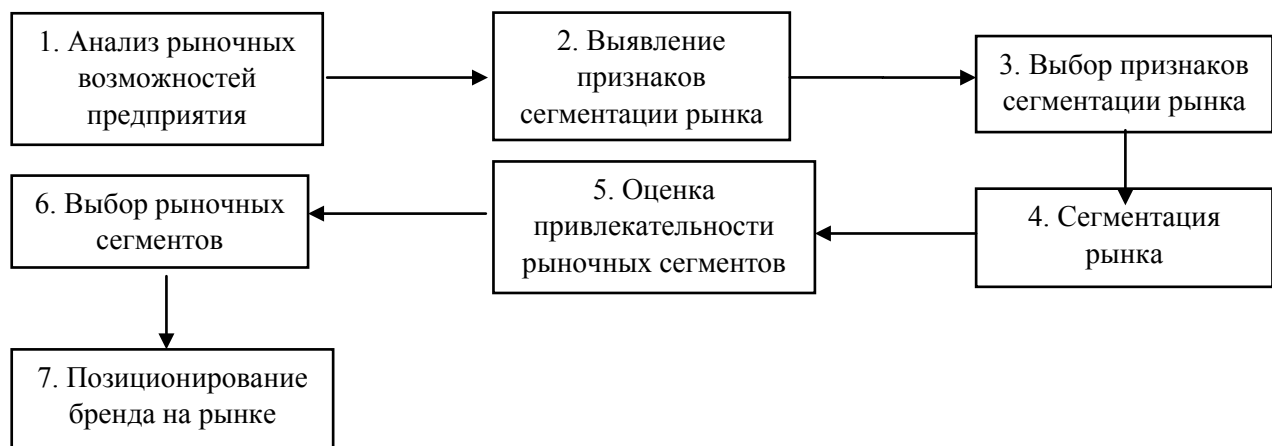 1. Анализ рыночных
возможностей
предприятия
2. Выявление
признаков
сегментации рынка
3. Выбор признаков
сегментации рынка
4. Сегментация
рынка
5. Оценка
привлекательности
рыночных сегментов
6. Выбор рыночных
сегментов
7. Позиционирование
бренда на рынке